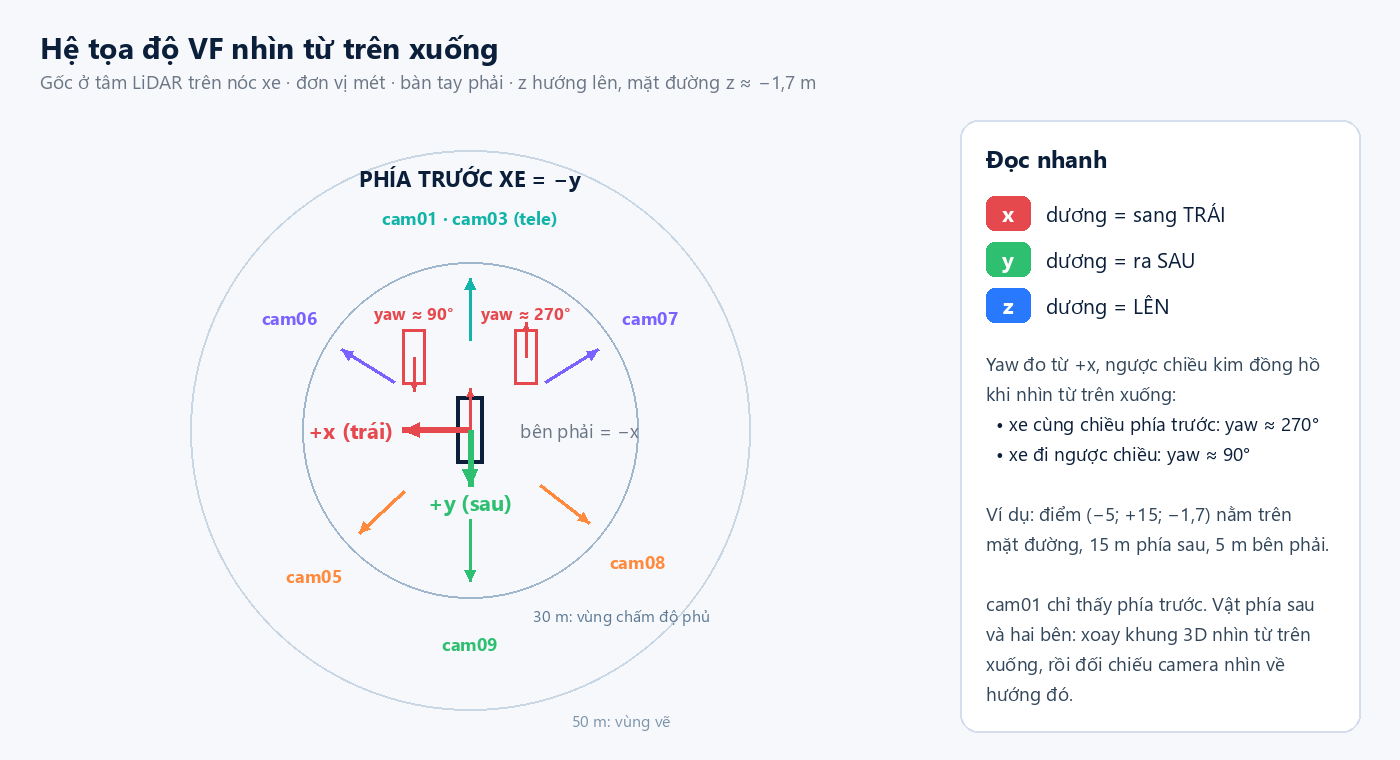 Hệ tọa độ VF nhìn từ trên xuống
Gốc ở tâm LiDAR trên nóc xe · đơn vị mét · bàn tay phải · z hướng lên, mặt đường z ≈ −1,7 m
PHÍA TRƯỚC XE = −y
cam01 · cam03 (tele)
cam06
yaw ≈ 90°
yaw ≈ 270°
cam07
+x (trái)
bên phải = −x
+y (sau)
cam05
cam08
30 m: vùng chấm độ phủ
cam09
50 m: vùng vẽ
Đọc nhanh
x dương = sang TRÁI
y dương = ra SAU
z dương = LÊN
Yaw đo từ +x, ngược chiều kim đồng hồ
khi nhìn từ trên xuống:
• xe cùng chiều phía trước: yaw ≈ 270°
• xe đi ngược chiều: yaw ≈ 90°
Ví dụ: điểm (−5; +15; −1,7) nằm trên
mặt đường, 15 m phía sau, 5 m bên phải.
cam01 chỉ thấy phía trước. Vật phía sau
và hai bên: xoay khung 3D nhìn từ trên
xuống, rồi đối chiếu camera nhìn về
hướng đó.